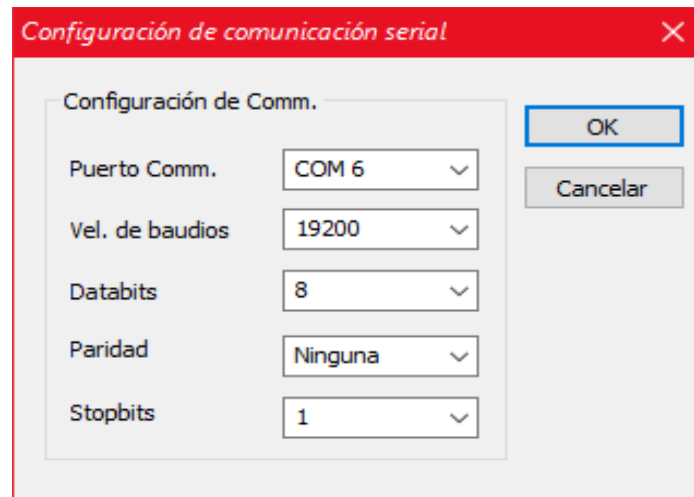 Configuración de comunicación serial
Configuración de Comm.
OK
Puerto Comm. COM 6
Cancelar
Vel. de baudios 19200
Databits 8
Paridad Ninguna
Stopbits 1